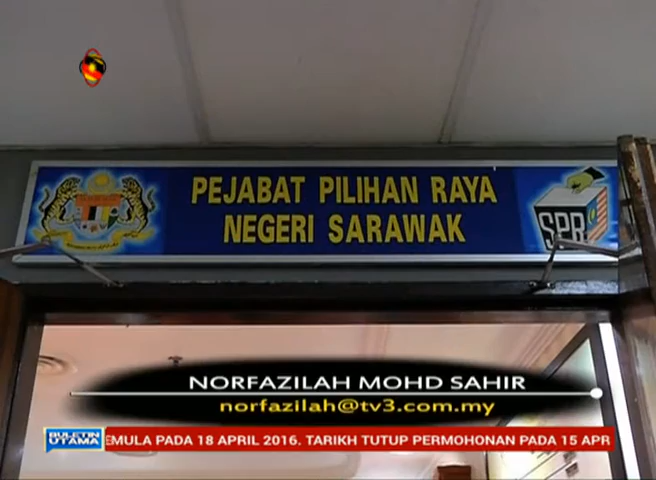 PEJABAT PILIHAN RAYA
NEGERI SARAWAK
SPR
NORFAZILAH MOHD SAHIR
norfazilah@tv3.com.my
BULETIN
UTAMA
EMULA PADA 18 APRIL 2016. TARIKH TUTUP PERMOHONAN PADA 15 APR